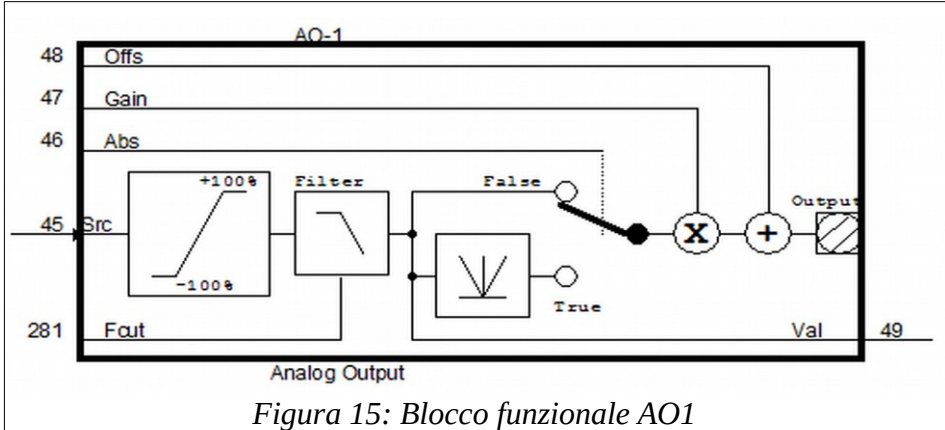 AO-1
48 Offs
47 Gain
46 Abs
+100% Filter False
Output
45 Src
X +
-100%
True
281 Fcut Val 49
Analog Output
Figura 15: Blocco funzionale AO1